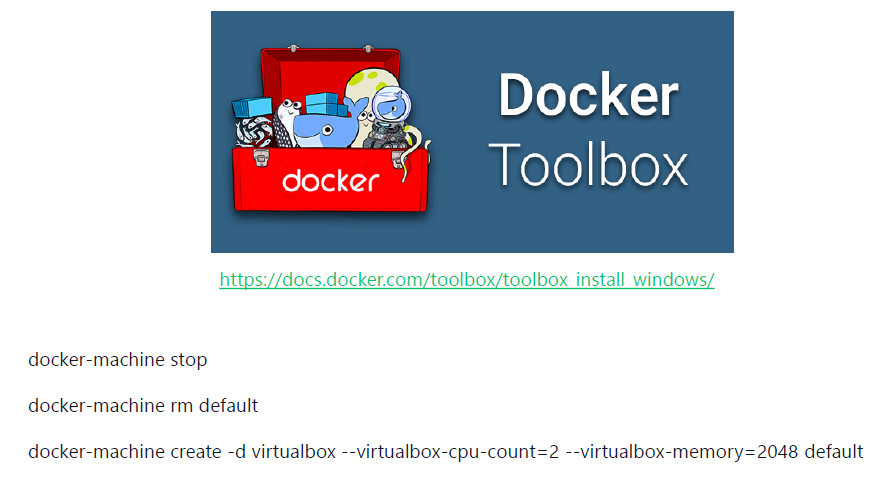 Docker
Toolbox
docker
https://docs.docker.com/toolbox/toolbox_install_windows/
docker-machine stop
docker-machine rm default
docker-machine create -d virtualbox --virtualbox-cpu-count=2 --virtualbox-memory=2048 default